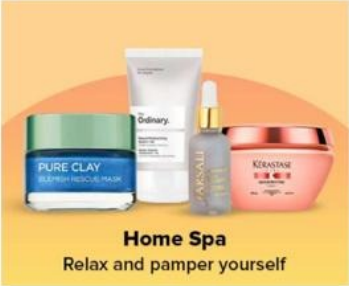 The
Ordinary.
PURE CLAY
BLEMISH RESCUE MASK
FARSALI
KÉRASTASE
Home Spa
Relax and pamper yourself